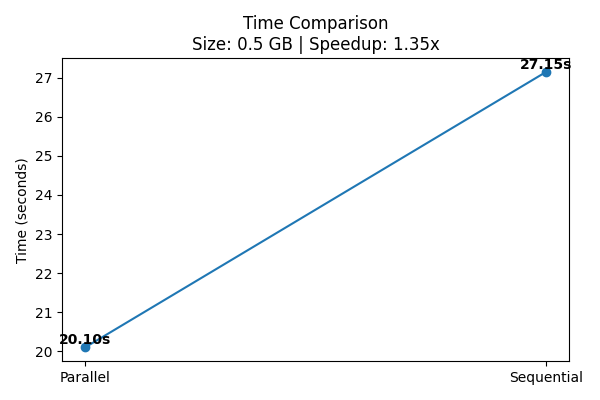 Time Comparison
Size: 0.5 GB | Speedup: 1.35x
Time (seconds)
27
26
25
24
23
22
21
20
27.15s
20.10s
Parallel
Sequential